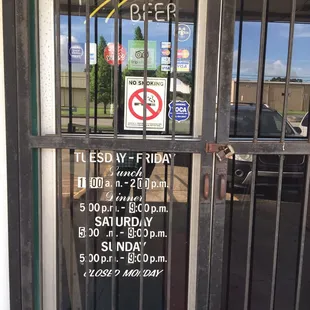 BEER
NO SMOKING
TUESDAY-FRIDAY
Lunch
11:00 a.m. - 2:00 p.m.
Dinner
5:00 p.m. - 9:00 p.m.
SATURDAY
5:00 p.m. - 9:00 p.m.
SUNDAY
5:00 p.m. - 9:00 p.m.
CLOSED MONDAY